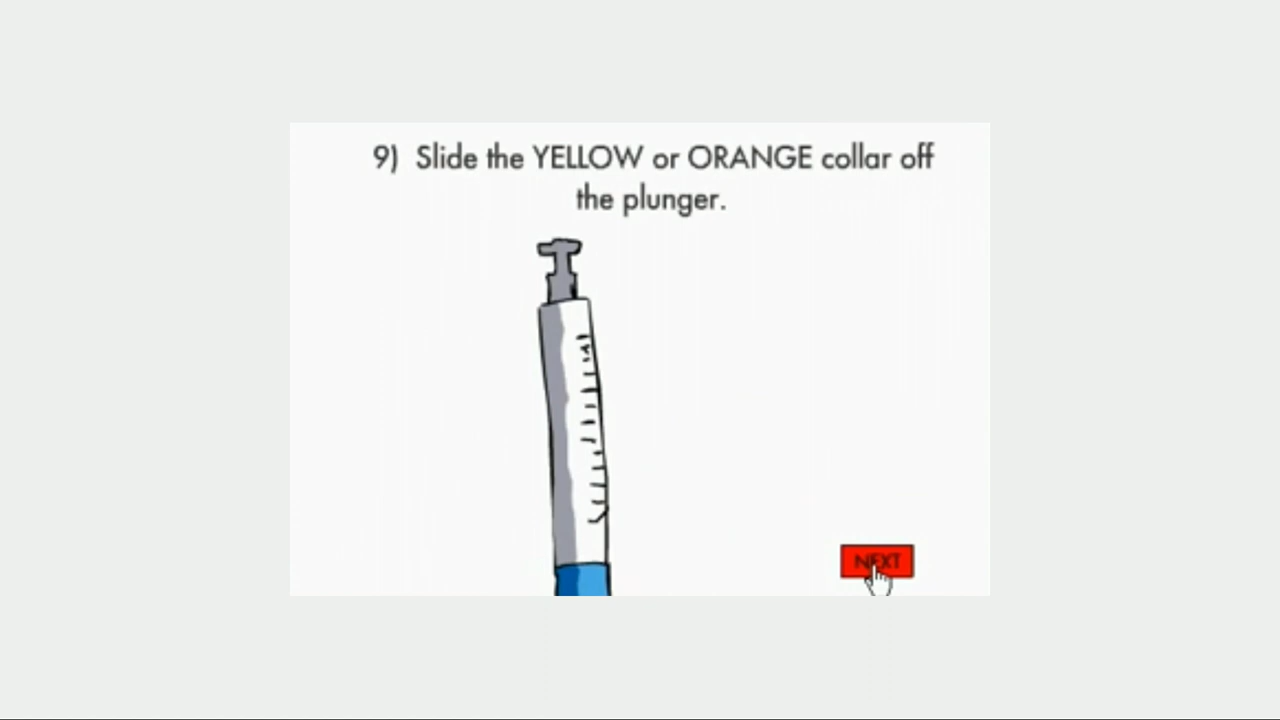 9) Slide the YELLOW or ORANGE collar off
the plunger.
NEXT